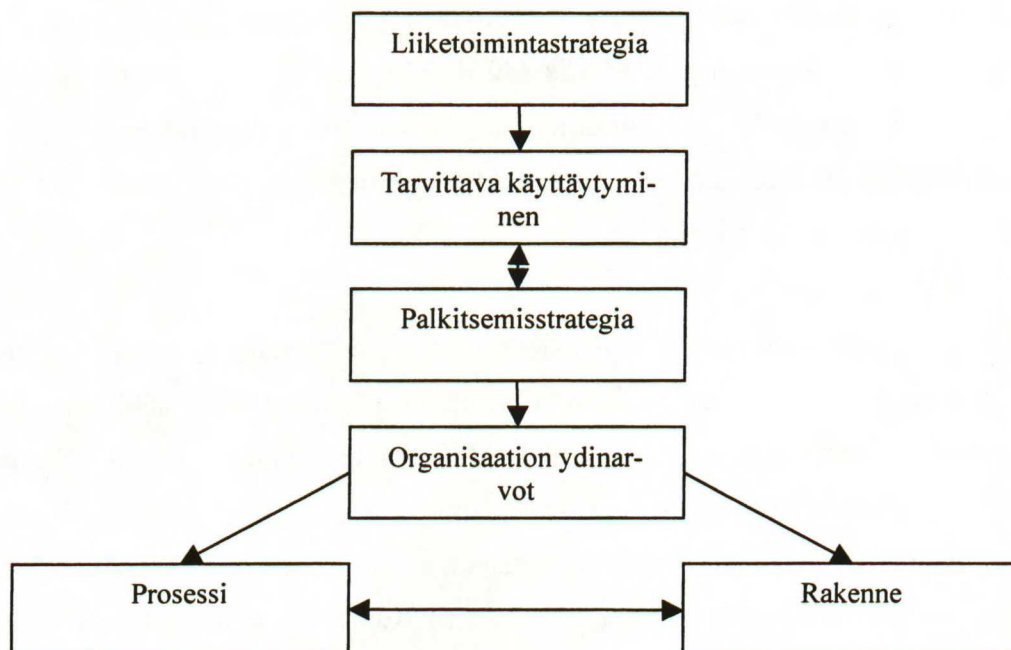 Liiketoimintastrategia
Tarvittava käyttäytymi-
nen
Palkitsemisstrategia
Organisaation ydinar-
vot
Prosessi
Rakenne